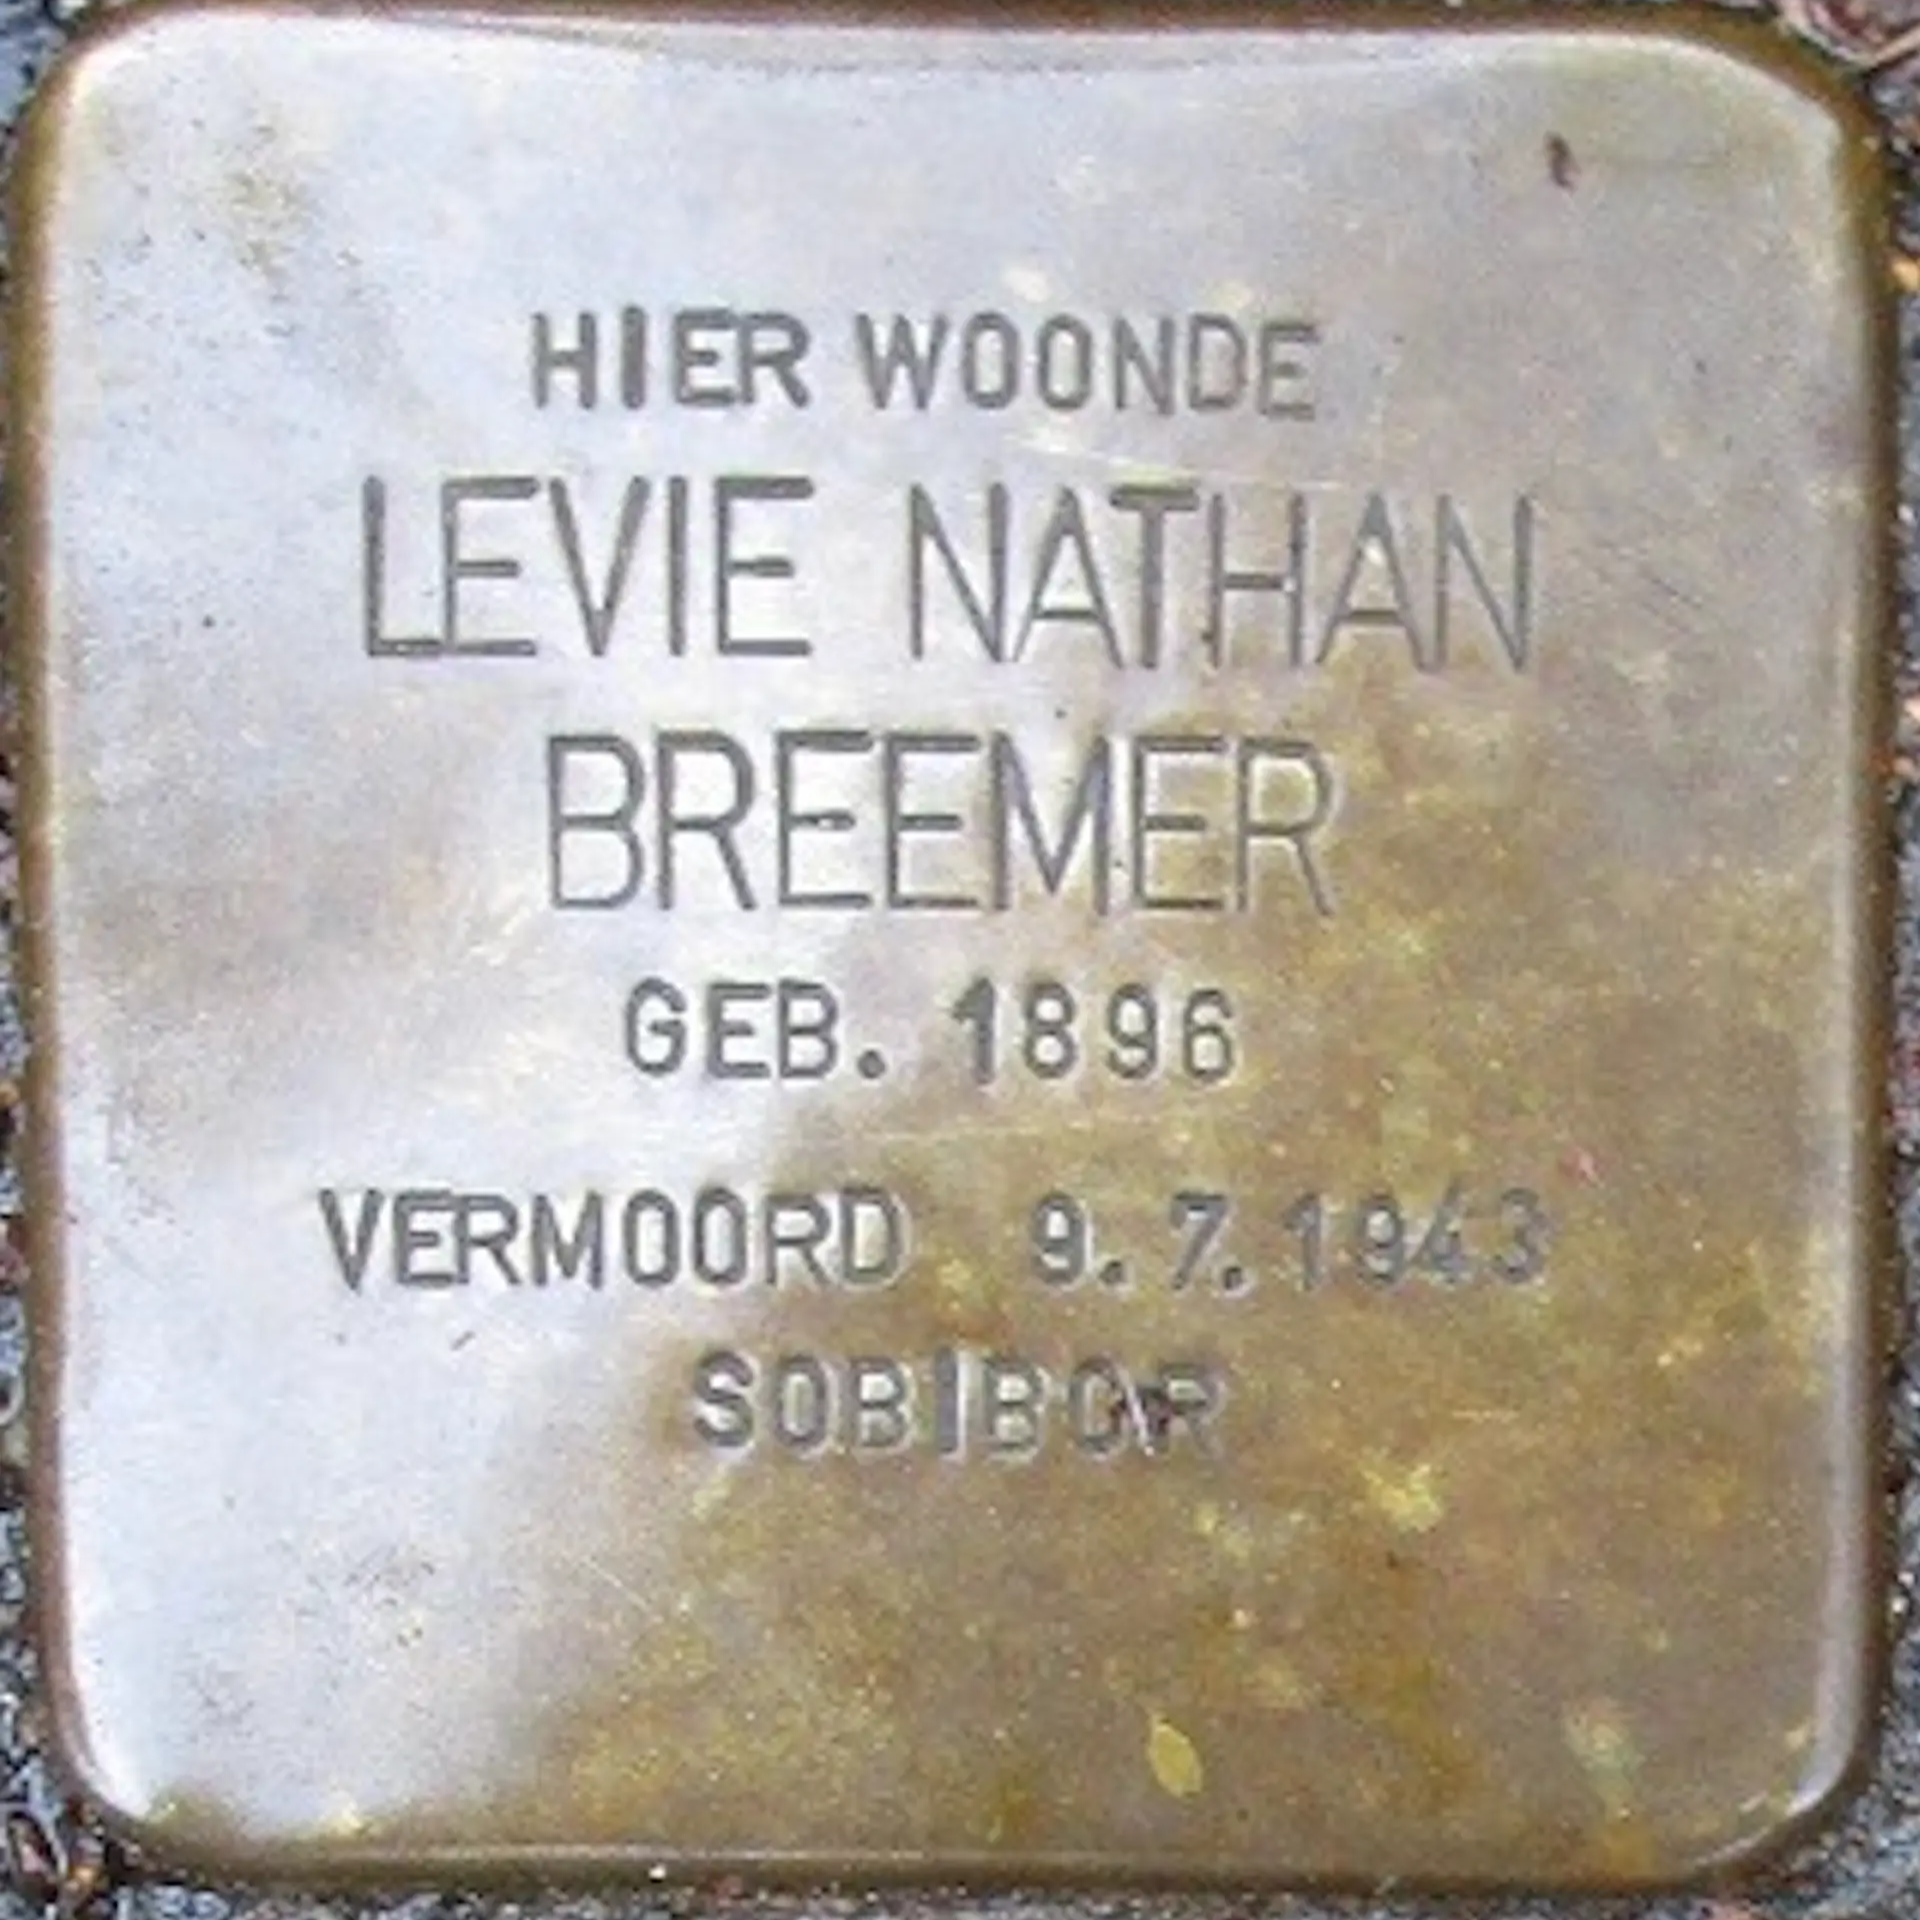 HIER WOONDE
LEVIE NATHAN
BREEMER
GEB. 1896
VERMOORD 9.7.1943
SOBIBOR